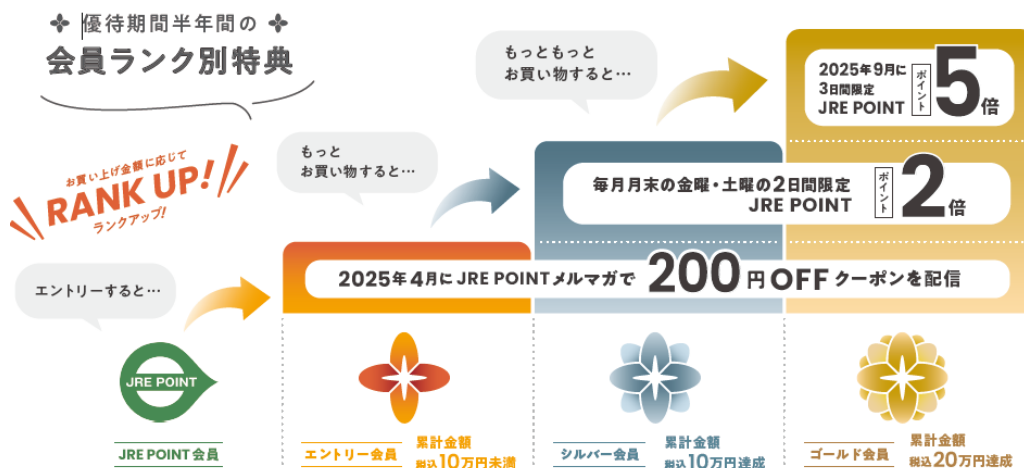 優待期間半年間の
会員ランク別特典
お買い上げ金額に応じて
RANK UP!
ランクアップ!
エントリーすると…
もっと
お買い物すると…
もっともっと
お買い物すると…
2025年9月に
3日間限定
JRE POINT
ポイント
5倍
毎月月末の金曜・土曜の2日間限定
JRE POINT
ポイント
2倍
2025年4月にJRE POINTメルマガで200円OFFクーポンを配信
JRE POINT
JRE POINT会員
エントリー会員
累計金額
税込10万円未満
シルバー会員
累計金額
税込10万円達成
ゴールド会員
累計金額
税込20万円達成